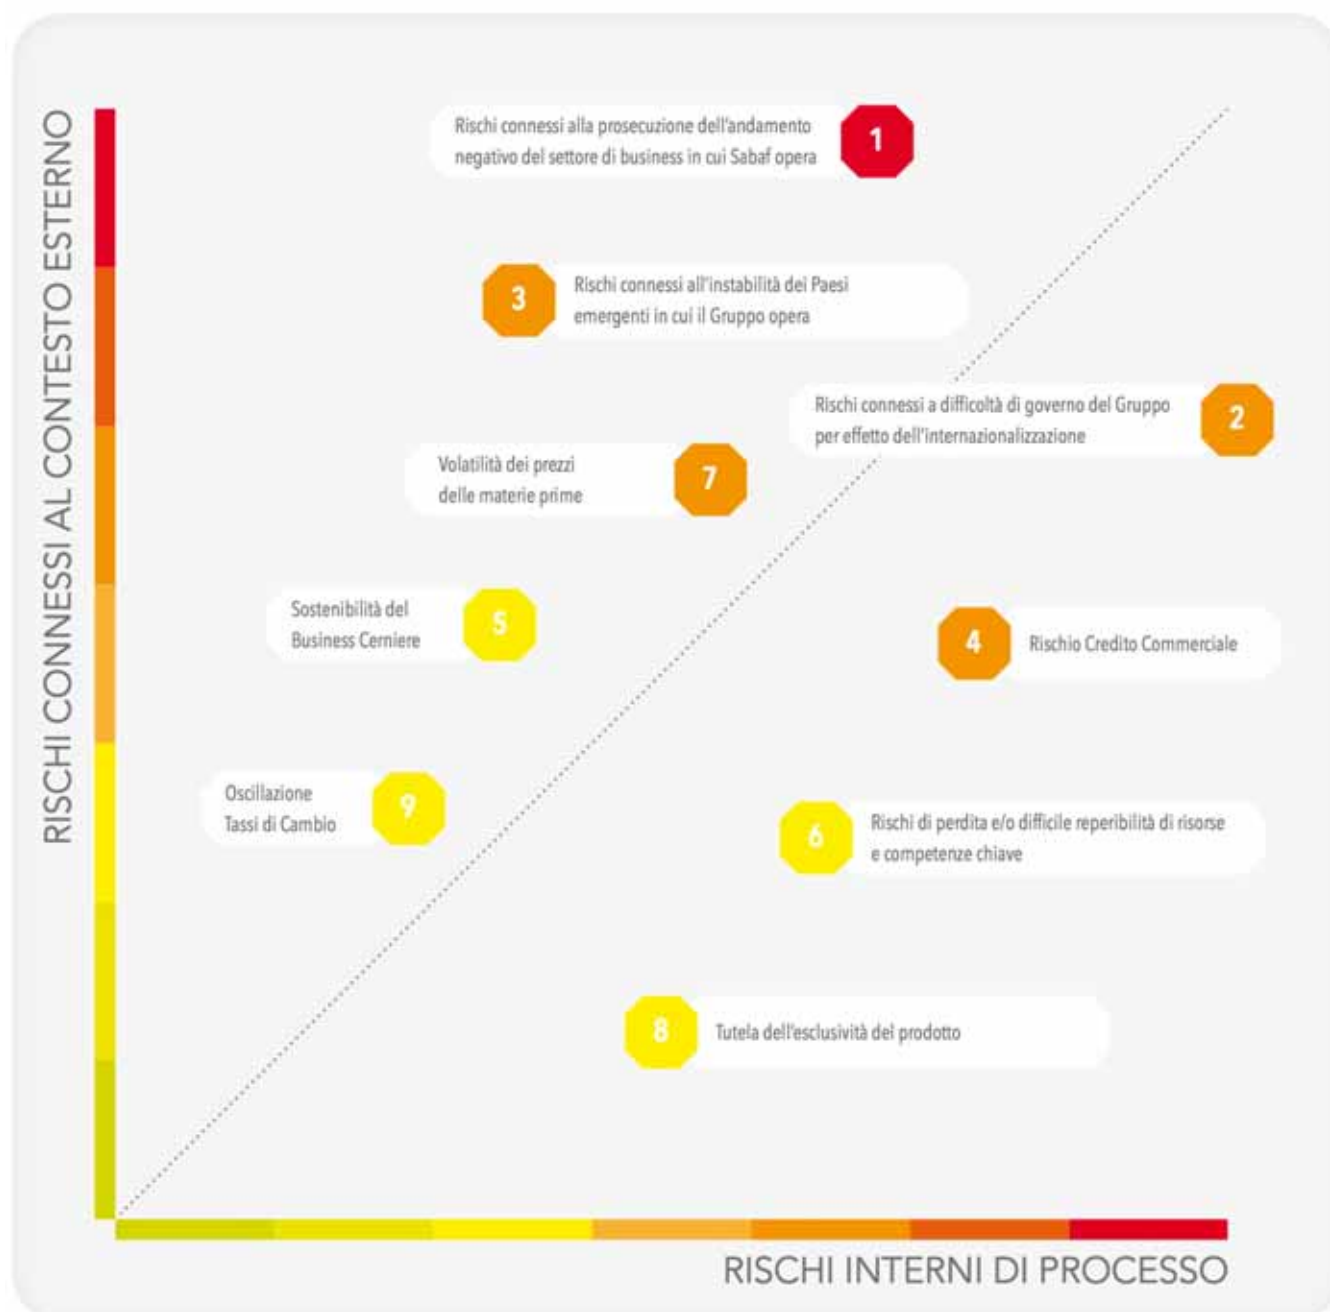 RISCHI CONNESSI AL CONTESTO ESTERNO
Rischi connessi alla prosecuzione dell'andamento
negativo del settore di business in cui Sabaf opera
1
3
Rischi connessi all'instabilità dei Paesi
emergenti in cui il Gruppo opera
Rischi connessi a difficoltà di governo del Gruppo
per effetto dell'internazionalizzazione
2
Volatilità dei prezzi
delle materie prime
7
Sostenibilità del
Business Cerniere
5
4
Rischio Credito Commerciale
Oscillazione
Tassi di Cambio
9
6
Rischi di perdita e/o difficile reperibilità di risorse
e competenze chiave
8
Tutela dell'esclusività del prodotto
RISCHI INTERNI DI PROCESSO